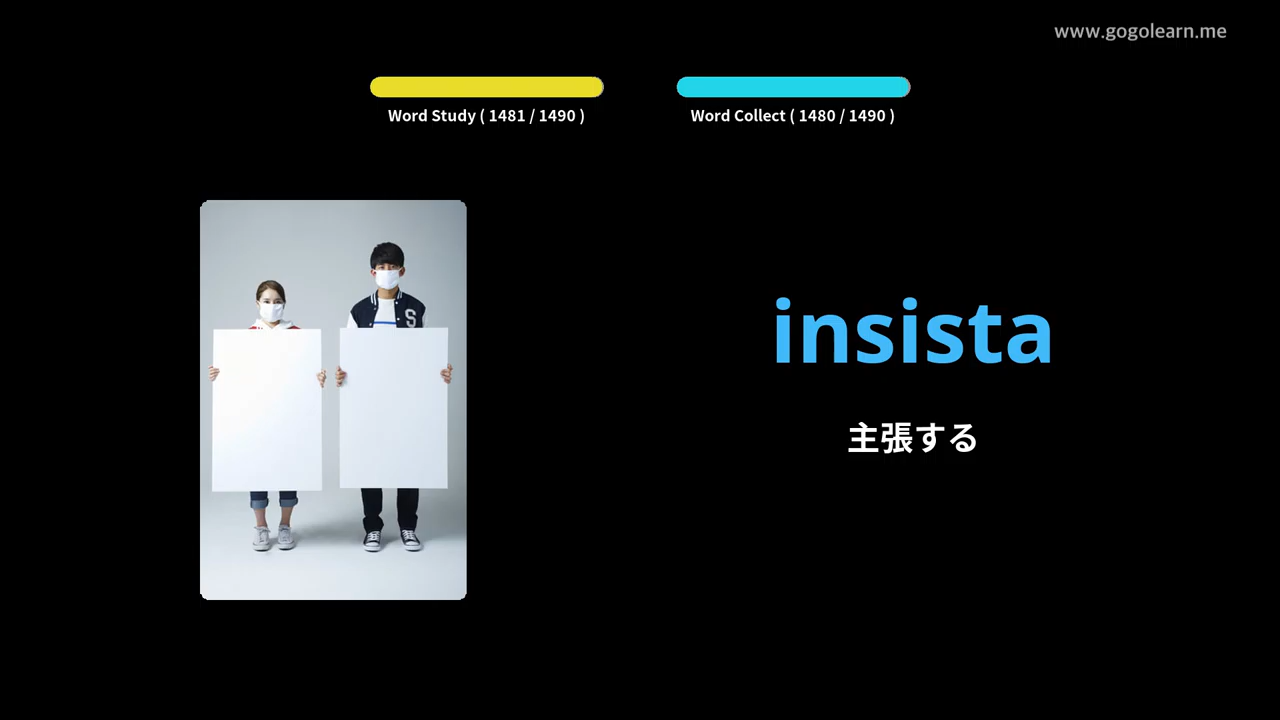 www.gogolearn.me
Word Study ( 1481 / 1490 )
Word Collect ( 1480 / 1490 )
S
insista
主張する